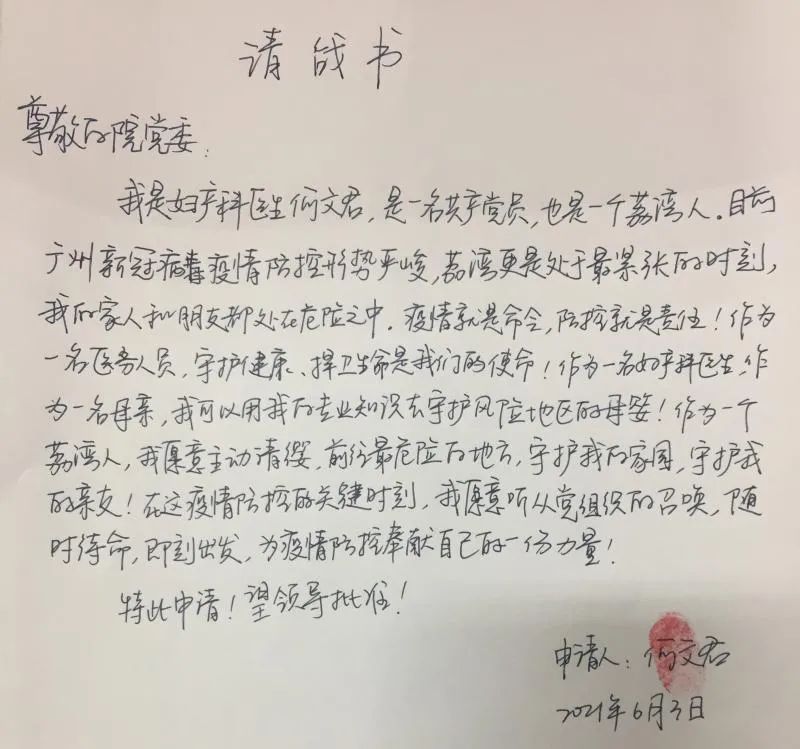 请战书
尊敬的院党委:
我是妇产科医生何文君,是一名共产党员,也是一个荔湾人。目前
广州新冠病毒疫情防控形势严峻,荔湾更是处于最紧张的时刻,
我的家人和朋友都处在危险之中。疫情就是命令,防控就是责任!作为
一名医务人员,守护健康、捍卫生命是我们的使命!作为一名妇产科医生,作
为一名母亲,我可以用我的专业知识去守护风险地区的母婴!作为一个
荔湾人,我愿意主动请缨,前往最危险的地方,守护我的家园,守护我
的亲友!在这疫情防控的关键时刻,我愿意听从党组织的召唤,随
时待命,即刻出发,为疫情防控奉献自己的一份力量!
特此申请!望领导批准!
申请人:何文君
2021年6月3日